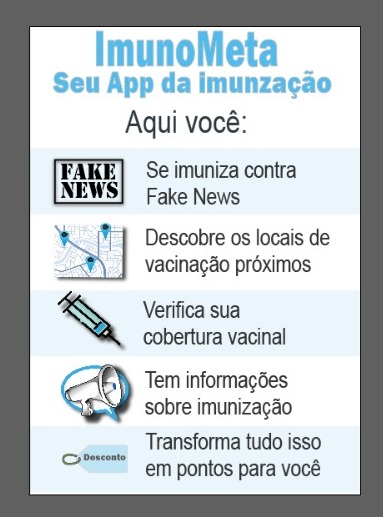 ImunoMeta
Seu App da imunzação
Aqui você:
FAKE
NEWS
Se imuniza contra
Fake News
Descobre os locais de
vacinação próximos
Verifica sua
cobertura vacinal
Tem informações
sobre imunização
Desconto
Transforma tudo isso
em pontos para você